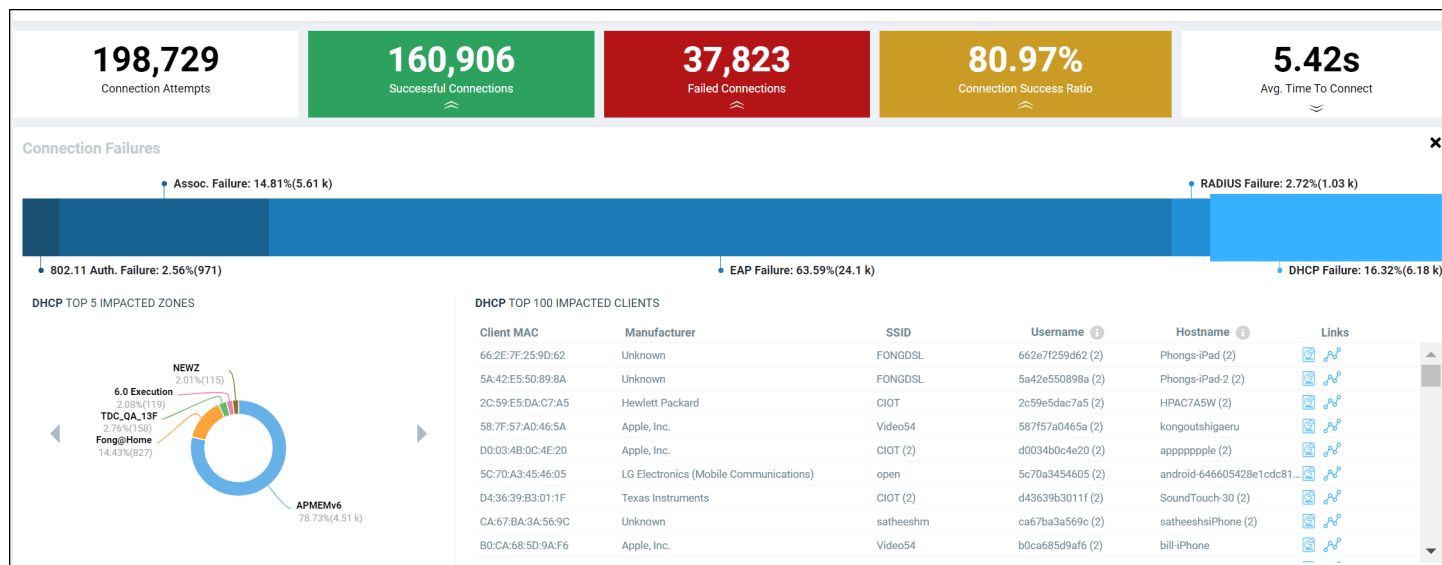 198,729
Connection Attempts
160,906
Successful Connections
37,823
Failed Connections
80.97%
Connection Success Ratio
5.42s
Avg. Time To Connect
Connection Failures
Assoc. Failure: 14.81%(5.61 k)
RADIUS Failure: 2.72%(1.03 k)
802.11 Auth. Failure: 2.56%(971)
EAP Failure: 63.59%(24.1 k)
DHCP Failure: 16.32%(6.18 k)
DHCP TOP 5 IMPACTED ZONES
NEWZ
2.01%(115)
6.0 Execution
2.08%(119)
TDC_QA_13F
2.76%(158)
Fong@Home
14.43%(827)
APMEMv6
78.73%(4.51 k)
DHCP TOP 100 IMPACTED CLIENTS
Client MAC Manufacturer SSID Username Hostname Links
66:2E:7F:25:9D:62 Unknown FONGDSL 662e7f259d62 (2) Phongs-iPad (2)
5A:42:E5:50:89:8A Unknown FONGDSL 5a42e550898a (2) Phongs-iPad-2 (2)
2C:59:E5:DA:C7:A5 Hewlett Packard CIOT 2c59e5dac7a5 (2) HPAC7A5W (2)
58:7F:57:A0:46:5A Apple, Inc. Video54 587f57a0465a (2) kongoutshigaeru
D0:03:4B:0C:4E:20 Apple, Inc. CIOT (2) d0034b0c4e20 (2) appppppple (2)
5C:70:A3:45:46:05 LG Electronics (Mobile Communications) open 5c70a3454605 (2) android-646605428e1cdc81...
D4:36:39:B3:01:1F Texas Instruments CIOT (2) d43639b3011f (2) SoundTouch-30 (2)
CA:67:BA:3A:56:9C Unknown satheeshm ca67ba3a569c (2) satheeshsiPhone (2)
B0:CA:68:5D:9A:F6 Apple, Inc. Video54 b0ca685d9af6 (2) bill-iPhone